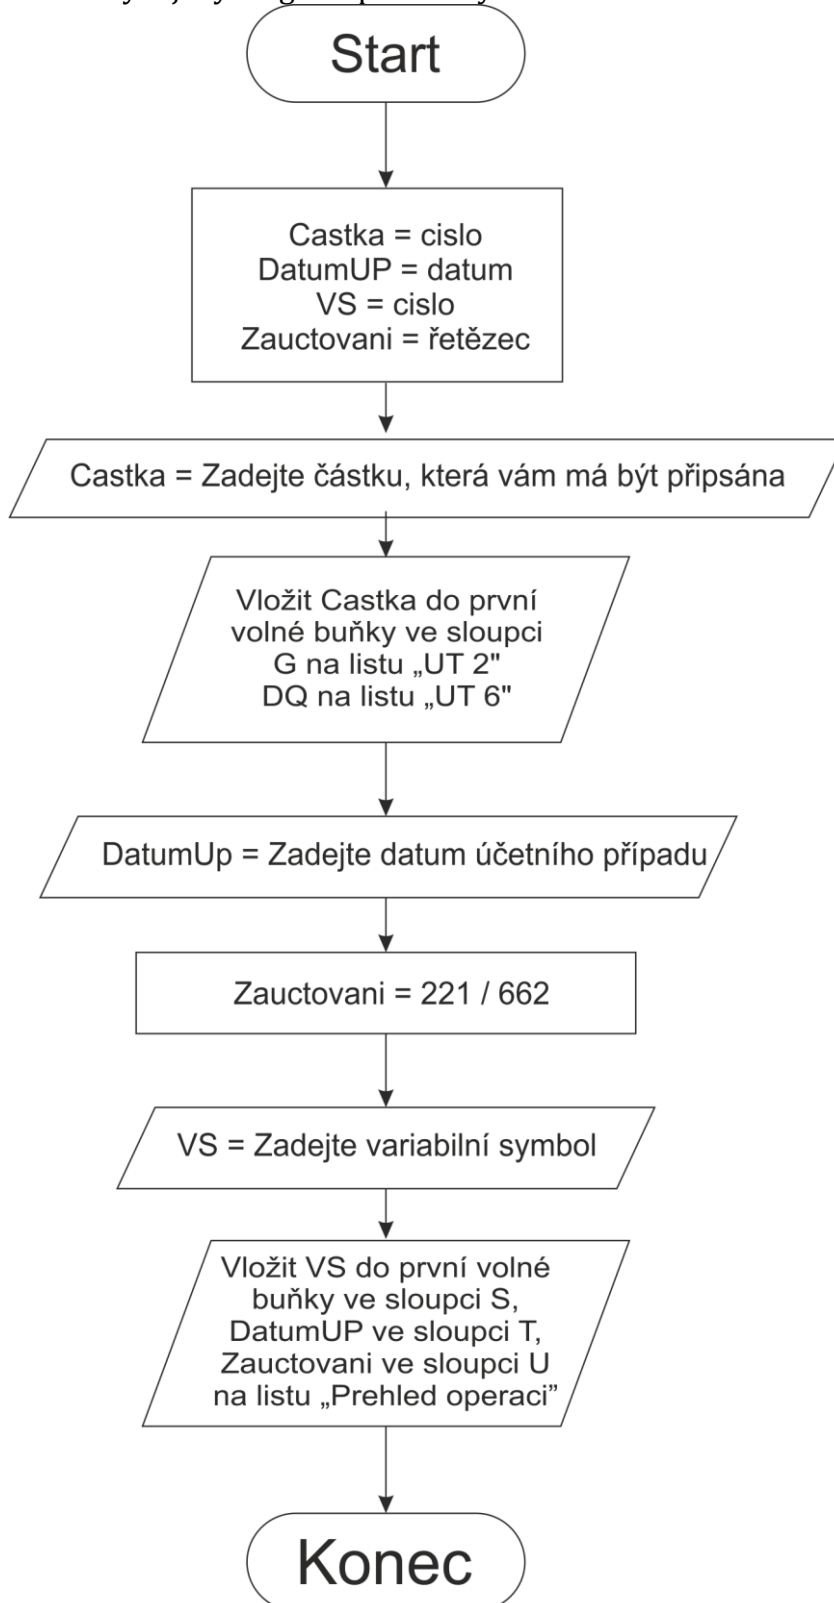 Start
Castka = cislo
DatumUP = datum
VS = cislo
Zauctovani = řetězec
Castka = Zadejte částku, která vám má být připsána
Vložit Castka do první
volné buňky ve sloupci
G na listu „UT 2"
DQ na listu „UT 6"
DatumUp = Zadejte datum účetního případu
Zauctovani = 221 / 662
VS = Zadejte variabilní symbol
Vložit VS do první volné
buňky ve sloupci S,
DatumUP ve sloupci T,
Zauctovani ve sloupci U
na listu „Prehled operaci”
Konec